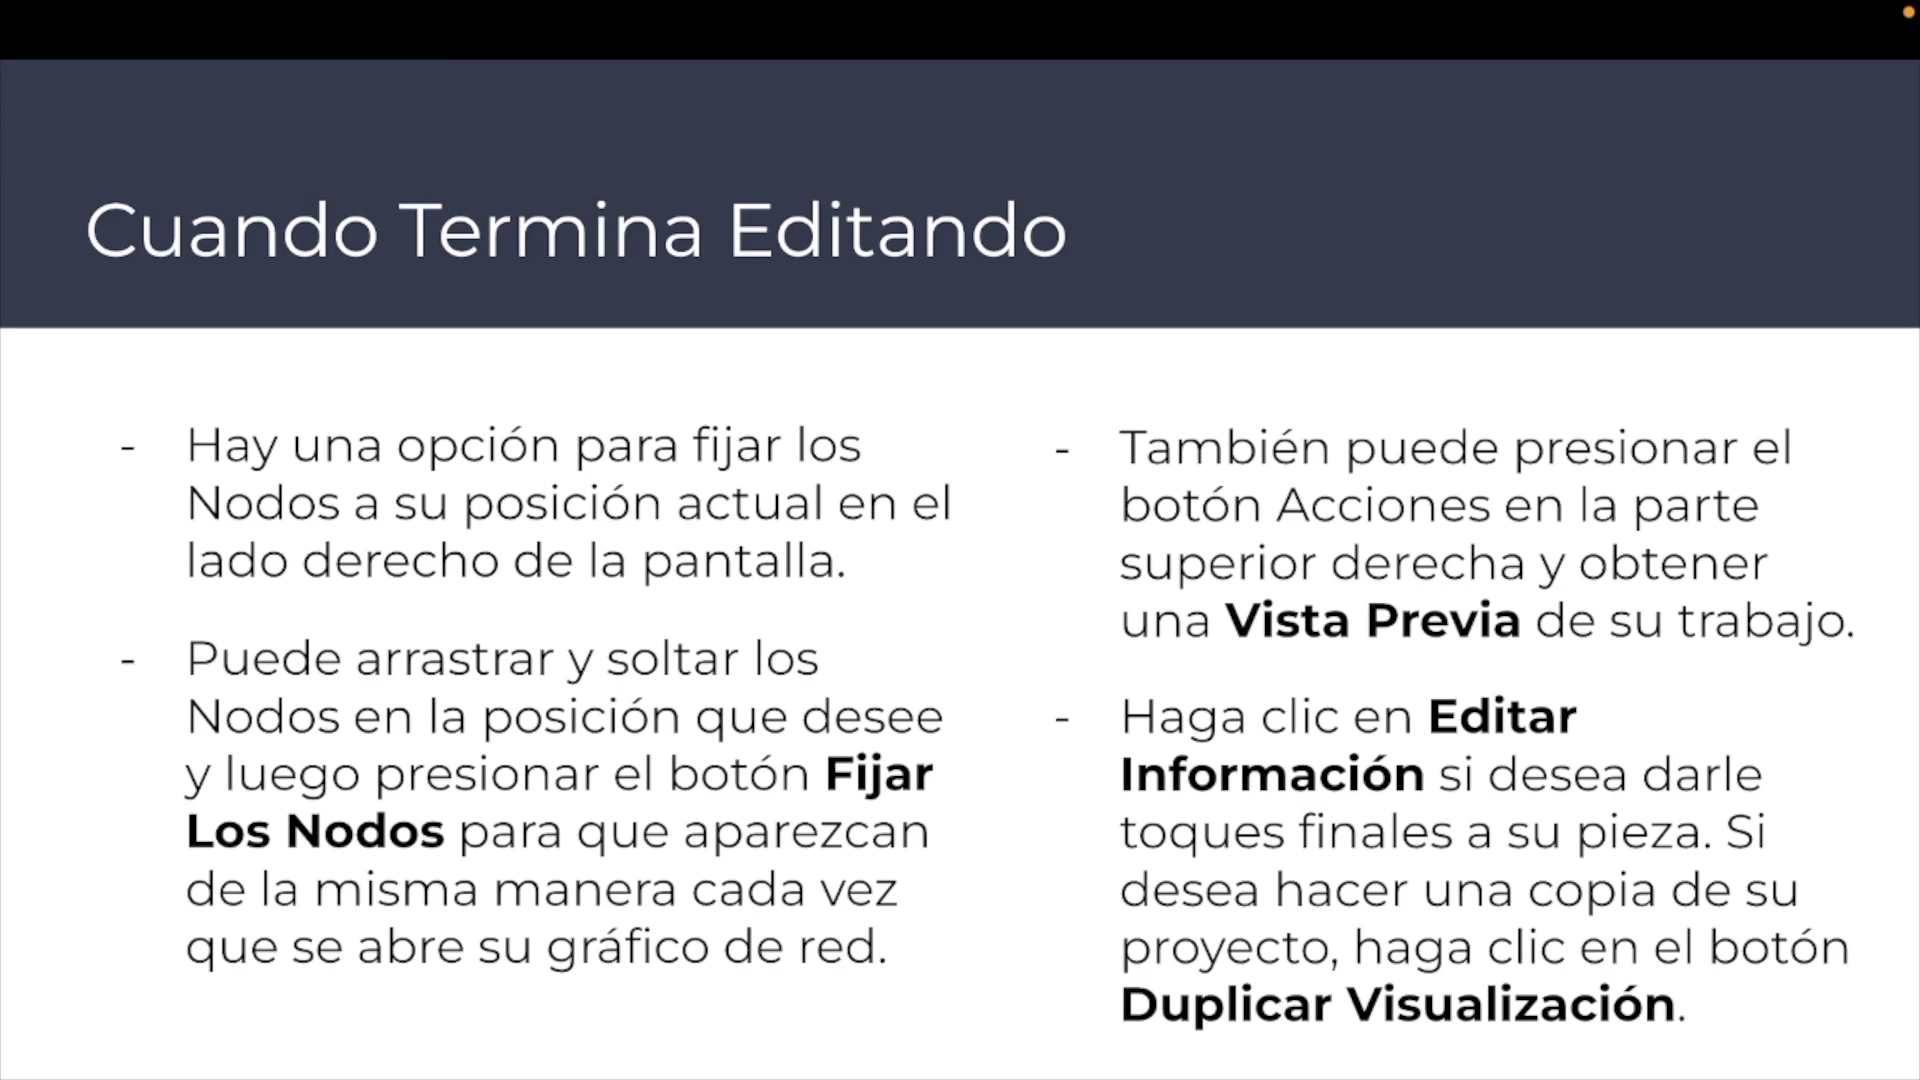 Cuando Termina Editando
- Hay una opción para fijar los
Nodos a su posición actual en el
lado derecho de la pantalla.
- Puede arrastrar y soltar los
Nodos en la posición que desee
y luego presionar el botón Fijar
Los Nodos para que aparezcan
de la misma manera cada vez
que se abre su gráfico de red.
- También puede presionar el
botón Acciones en la parte
superior derecha y obtener
una Vista Previa de su trabajo.
- Haga clic en Editar
Información si desea darle
toques finales a su pieza. Si
desea hacer una copia de su
proyecto, haga clic en el botón
Duplicar Visualización.